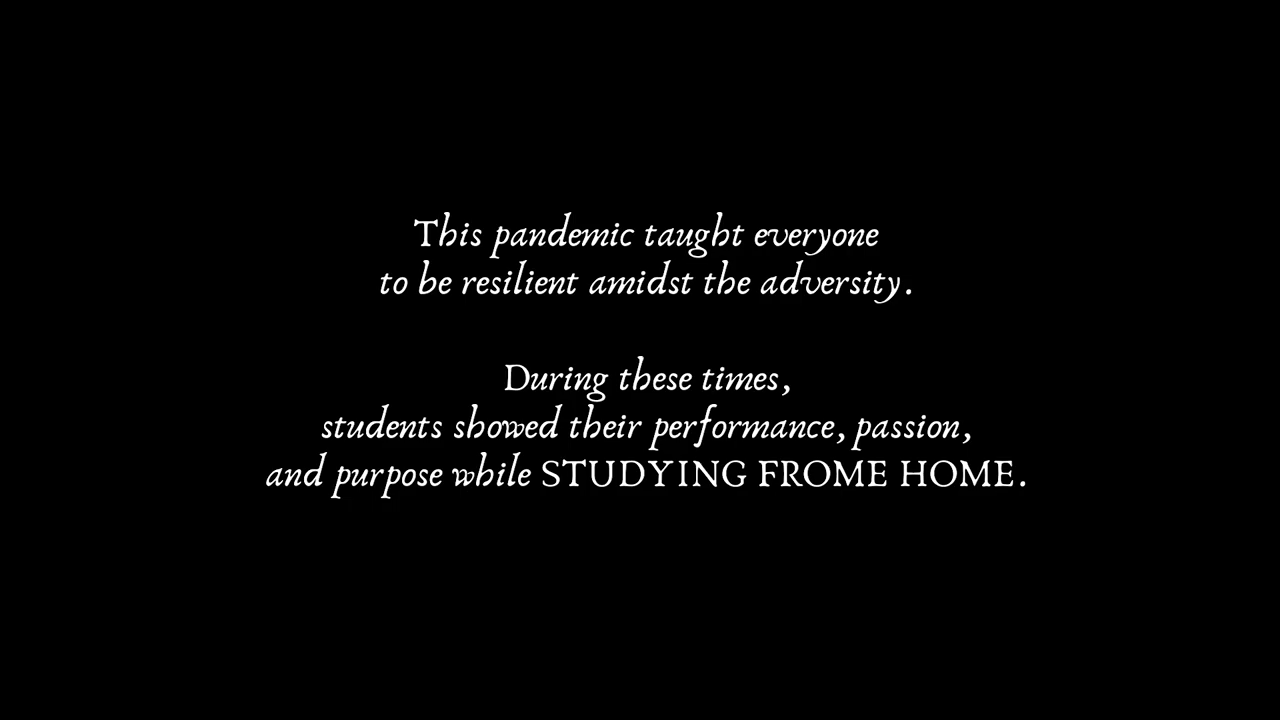 This pandemic taught everyone
to be resilient amidst the adversity.
During these times,
students showed their performance, passion,
and purpose while STUDYING FROME HOME.